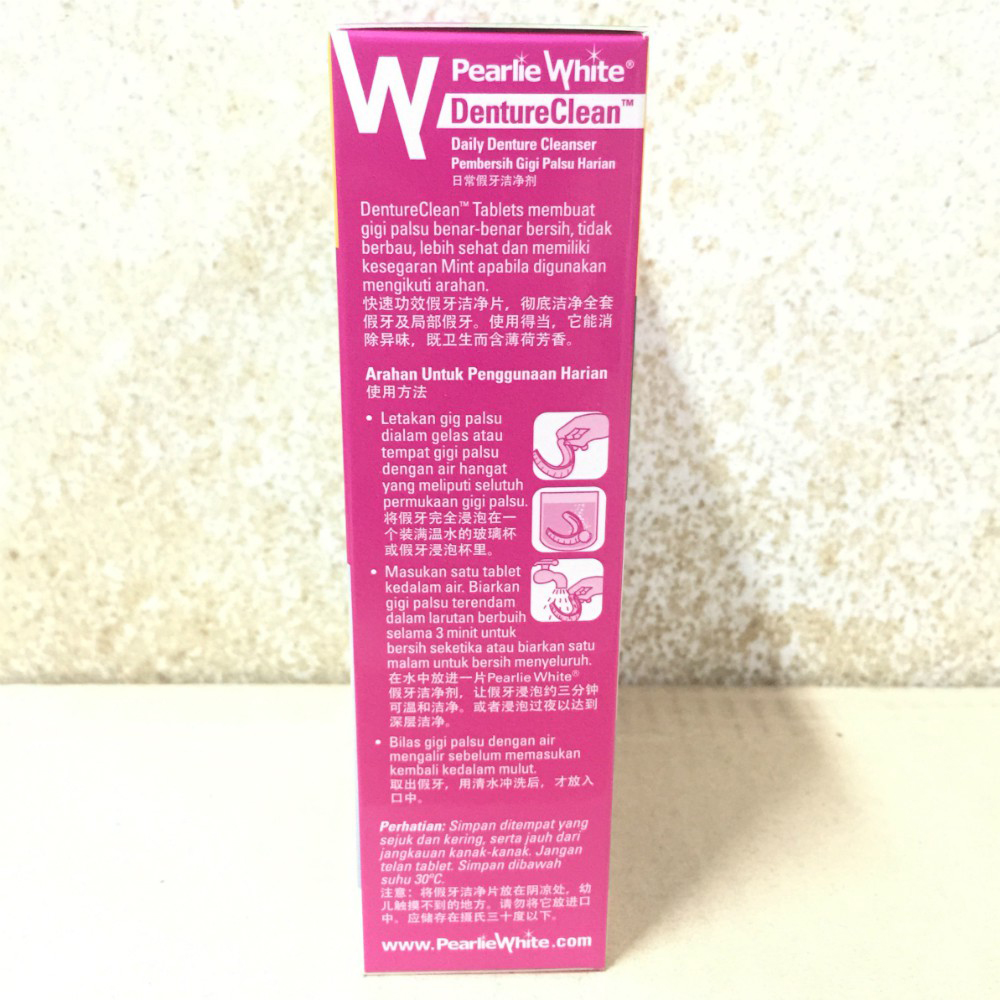 Pearlie White®
DentureClean™
Daily Denture Cleanser
Pembersih Gigi Palsu Harian
日常假牙洁净剂
DentureClean™ Tablets membuat
gigi palsu benar-benar bersih, tidak
berbau, lebih sehat dan memiliki
kesegaran Mint apabila digunakan
mengikuti arahan.
快速功效假牙洁净片，彻底洁净全套
假牙及局部假牙。使用得当，它能消
除异味，既卫生而含薄荷芳香。
Arahan Untuk Penggunaan Harian
使用方法
• Letakan gig palsu
dialam gelas atau
tempat gigi palsu
dengan air hangat
yang meliputi selutuh
permukaan gigi palsu.
将假牙完全浸泡在一
个装满温水的玻璃杯
或假牙浸泡杯里。
• Masukan satu tablet
kedalam air. Biarkan
gigi palsu terendam
dalam larutan berbuih
selama 3 minit untuk
bersih seketika atau biarkan satu
malam untuk bersih menyeluruh.
在水中放进一片Pearlie White®
假牙洁净剂，让假牙浸泡约三分钟
可温和洁净。或者浸泡过夜以达到
深层洁净。
• Bilas gigi palsu dengan air
mengalir sebelum memasukan
kembali kedalam mulut.
取出假牙，用清水冲洗后，才放入
口中。
Perhatian: Simpan ditempat yang
sejuk dan kering, serta jauh dari
jangkauan kanak-kanak. Jangan
telan tablet. Simpan dibawah
suhu 30°C.
注意：将假牙洁净片放在阴凉处，幼
儿触摸不到的地方。请勿将它放进口
中。应储存在摄氏三十度以下。
www.PearlieWhite.com